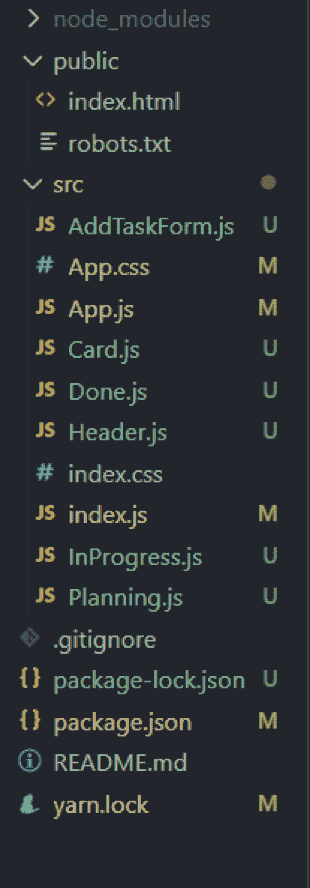 node_modules
public
<> index.html
robots.txt
src
JS AddTaskForm.js U
# App.css M
JS App.js M
JS Card.js U
JS Done.js U
JS Header.js U
# index.css
JS index.js M
JS InProgress.js U
JS Planning.js U
.gitignore
{} package-lock.json U
{} package.json M
README.md
yarn.lock M